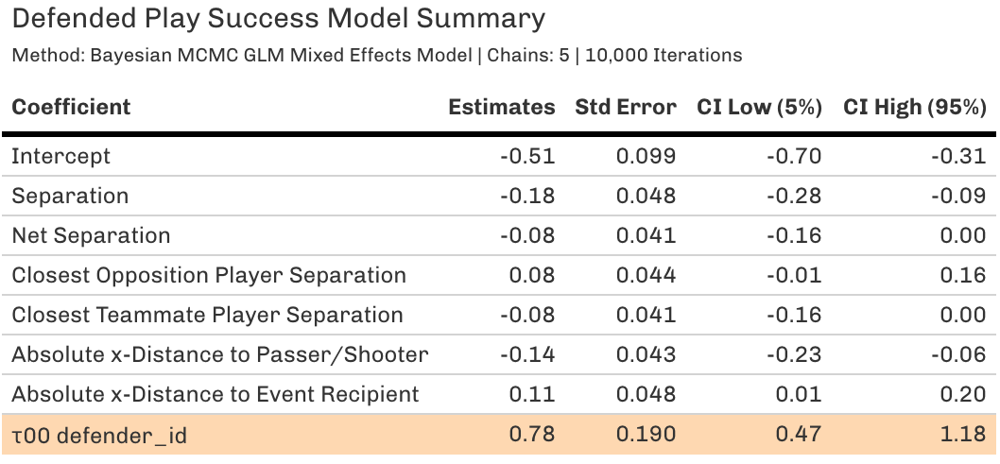 Defended Play Success Model Summary
Method: Bayesian MCMC GLM Mixed Effects Model | Chains: 5 | 10,000 Iterations
Coefficient Estimates Std Error CI Low (5%) CI High (95%)
Intercept -0.51 0.099 -0.70 -0.31
Separation -0.18 0.048 -0.28 -0.09
Net Separation -0.08 0.041 -0.16 0.00
Closest Opposition Player Separation 0.08 0.044 -0.01 0.16
Closest Teammate Player Separation -0.08 0.041 -0.16 0.00
Absolute x-Distance to Passer/Shooter -0.14 0.043 -0.23 -0.06
Absolute x-Distance to Event Recipient 0.11 0.048 0.01 0.20
τ00 defender_id 0.78 0.190 0.47 1.18